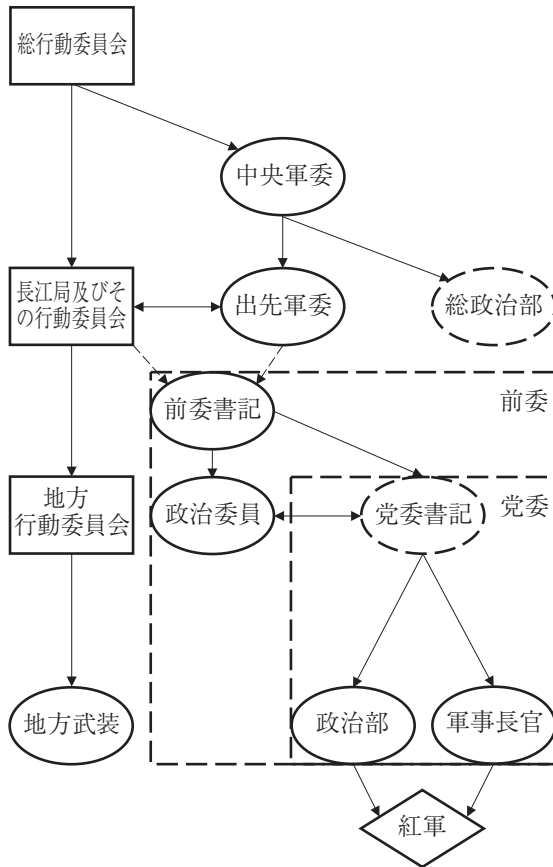 総行動委員会
中央軍委
長江局及びそ
の行動委員会
出先軍委
総政治部
前委書記
前委
地方
行動委員会
政治委員
党委書記
党委
地方武装
政治部
軍事長官
紅軍